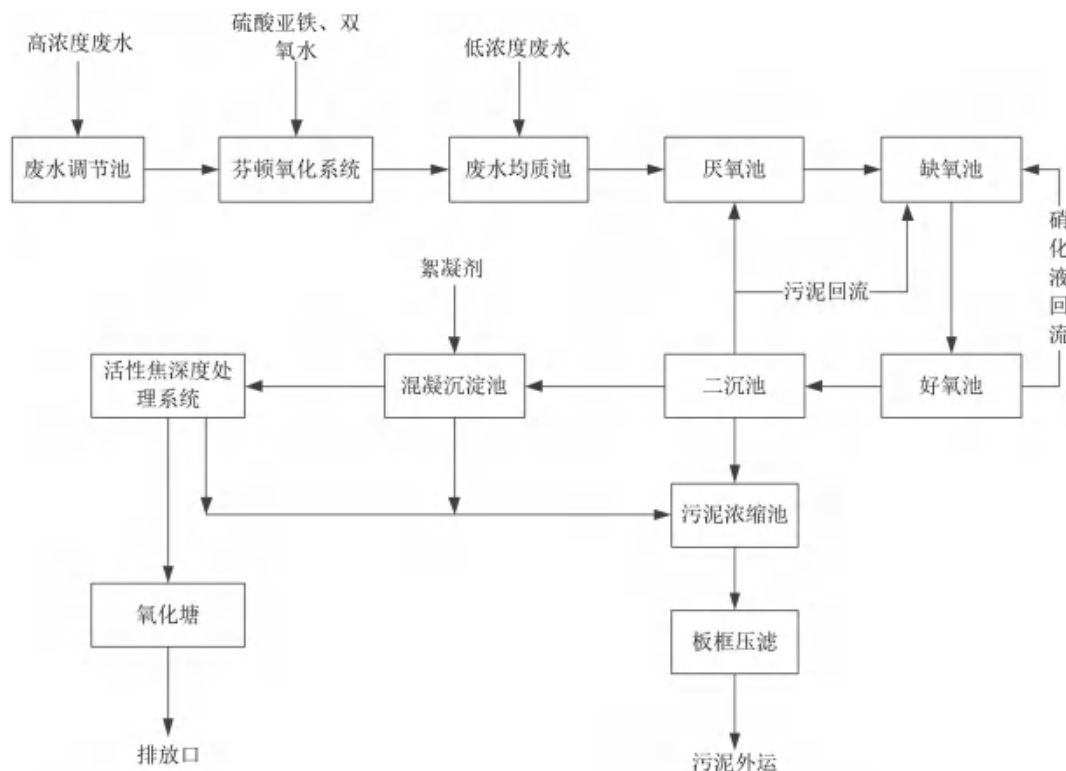 高浓度废水
硫酸亚铁、双
氧水
低浓度废水
废水调节池
芬顿氧化系统
废水均质池
厌氧池
缺氧池
硝化液回流
絮凝剂
污泥回流
活性焦深度处
理系统
混凝沉淀池
二沉池
好氧池
污泥浓缩池
氧化塘
板框压滤
排放口
污泥外运